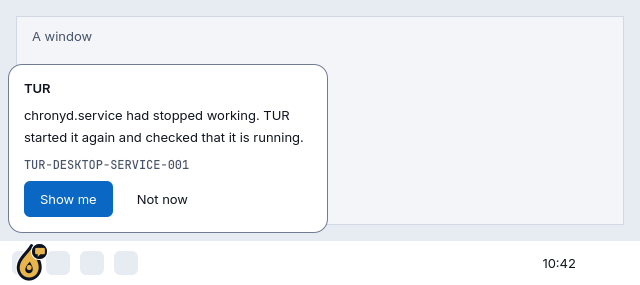 A window
TUR
chronyd.service had stopped working. TUR
started it again and checked that it is running.
TUR-DESKTOP-SERVICE-001
Show me
Not now
10:42